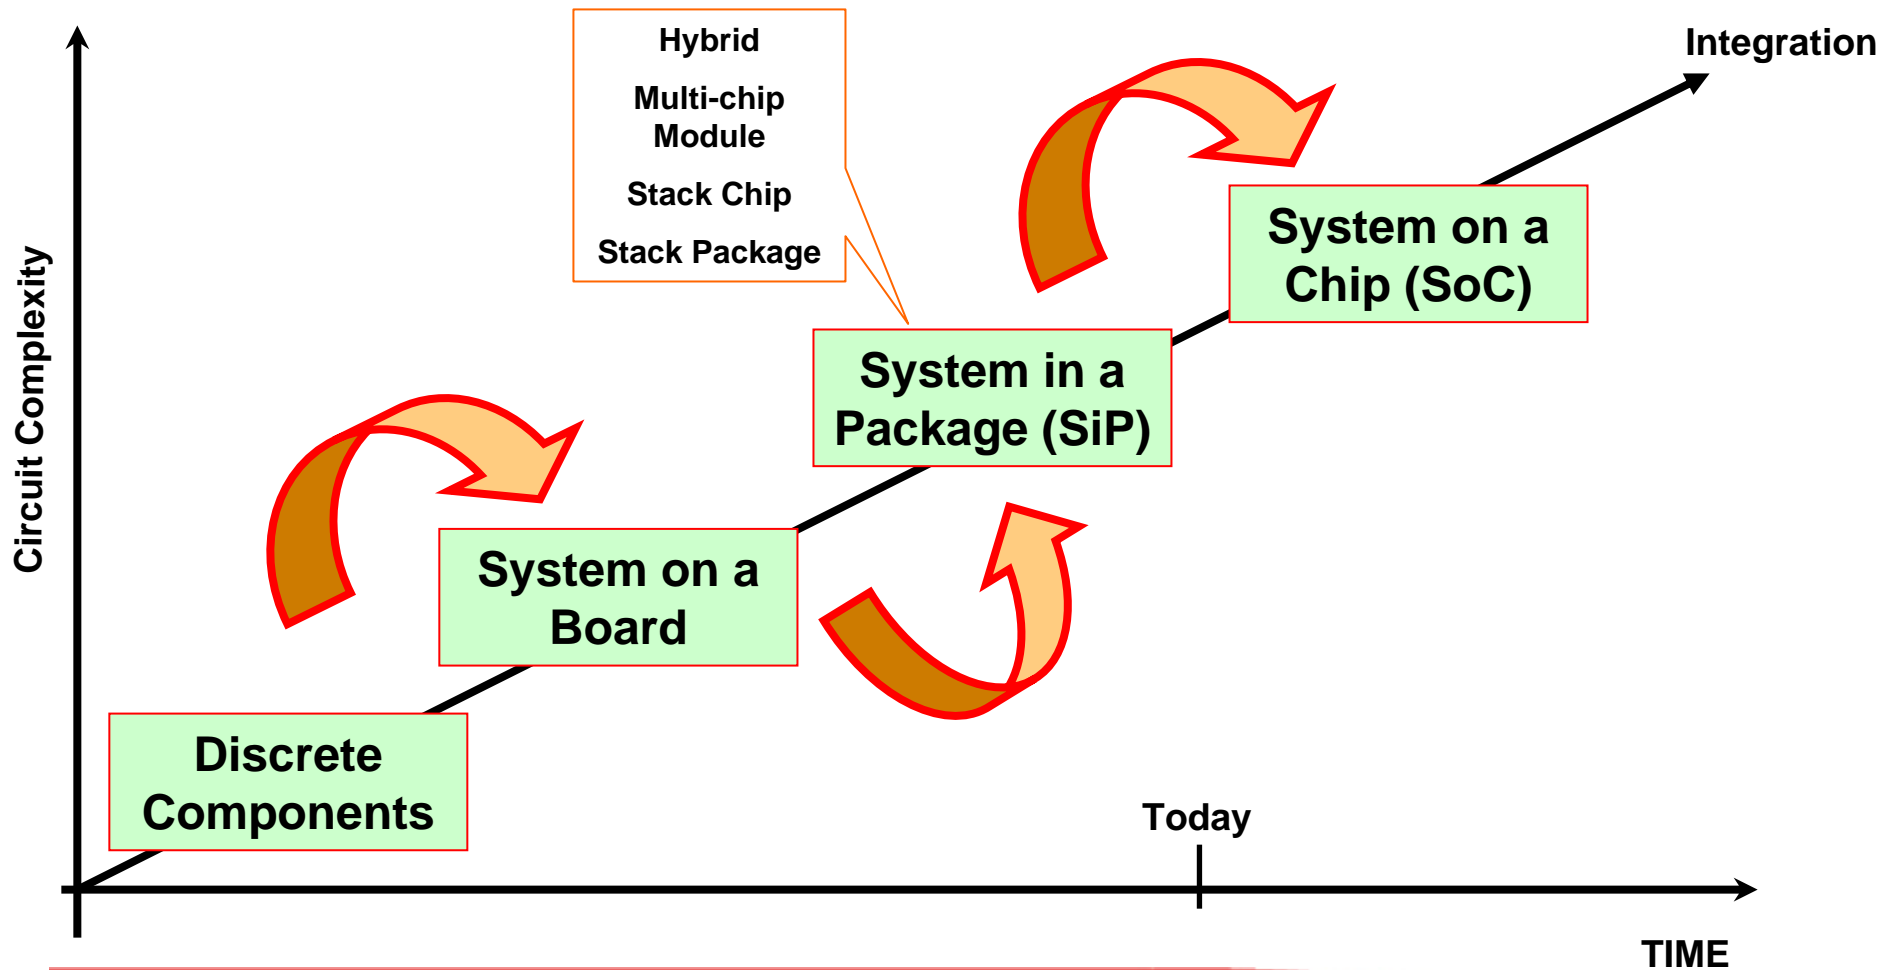 Hybrid
Multi-chip
Module
Stack Chip
Stack Package
Integration
System on a
Chip (SoC)
System in a
Package (SiP)
System on a
Board
Discrete
Components
Circuit Complexity
Today
TIME